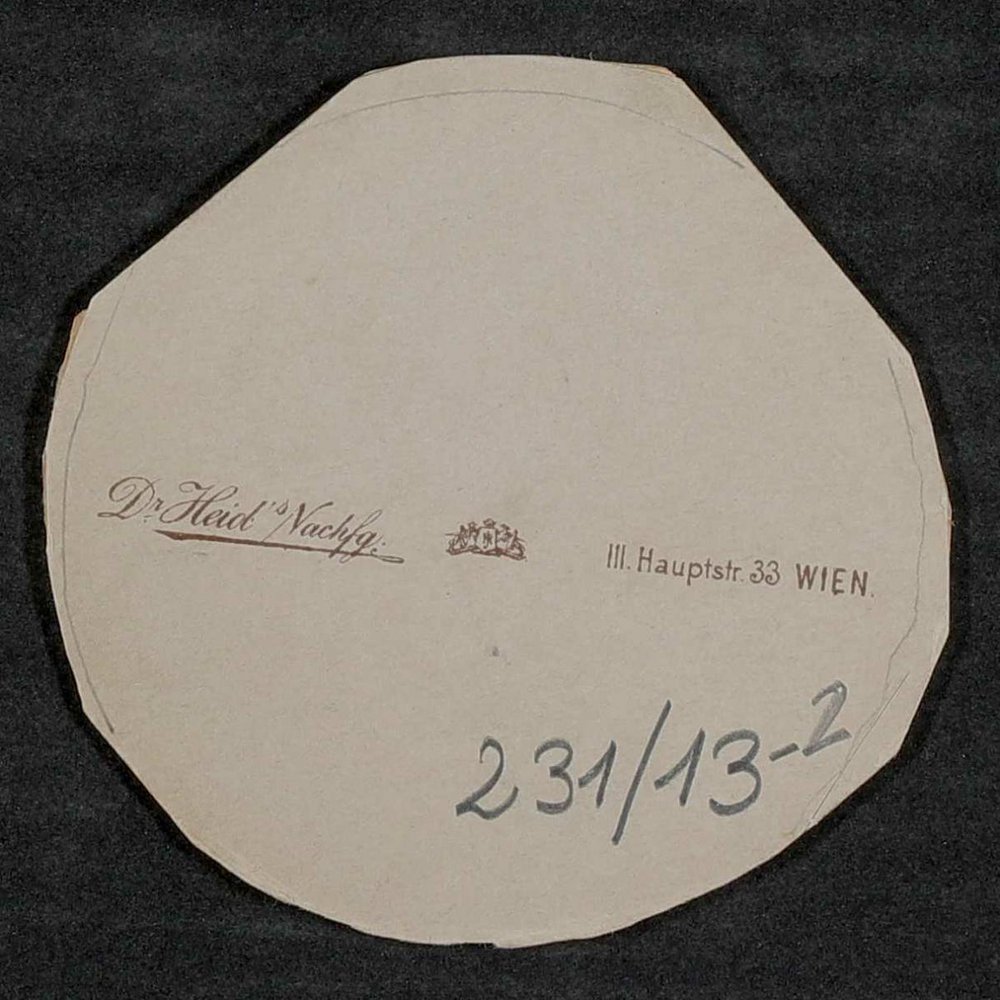 Dr. Heid's Nachfg.
III. Hauptstr. 33 WIEN.
231/13-2